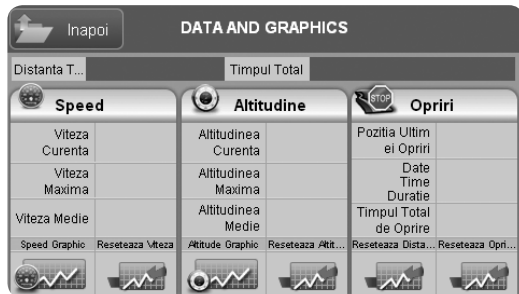 Inapoi
DATA AND GRAPHICS
Distanta T...
Timpul Total
Speed
Altitudine
STOP
Opriri
Viteza
Curenta
Altitudinea
Curenta
Pozitia Ultim
ei Opriri
Viteza
Maxima
Altitudinea
Maxima
Date
Time
Duratie
Viteza Medie
Altitudinea
Medie
Timpul Total
de Oprire
Speed Graphic
Reseteaza Viteza
Altitude Graphic
Reseteaza Altit...
Reseteaza Dista...
Reseteaza Opri...